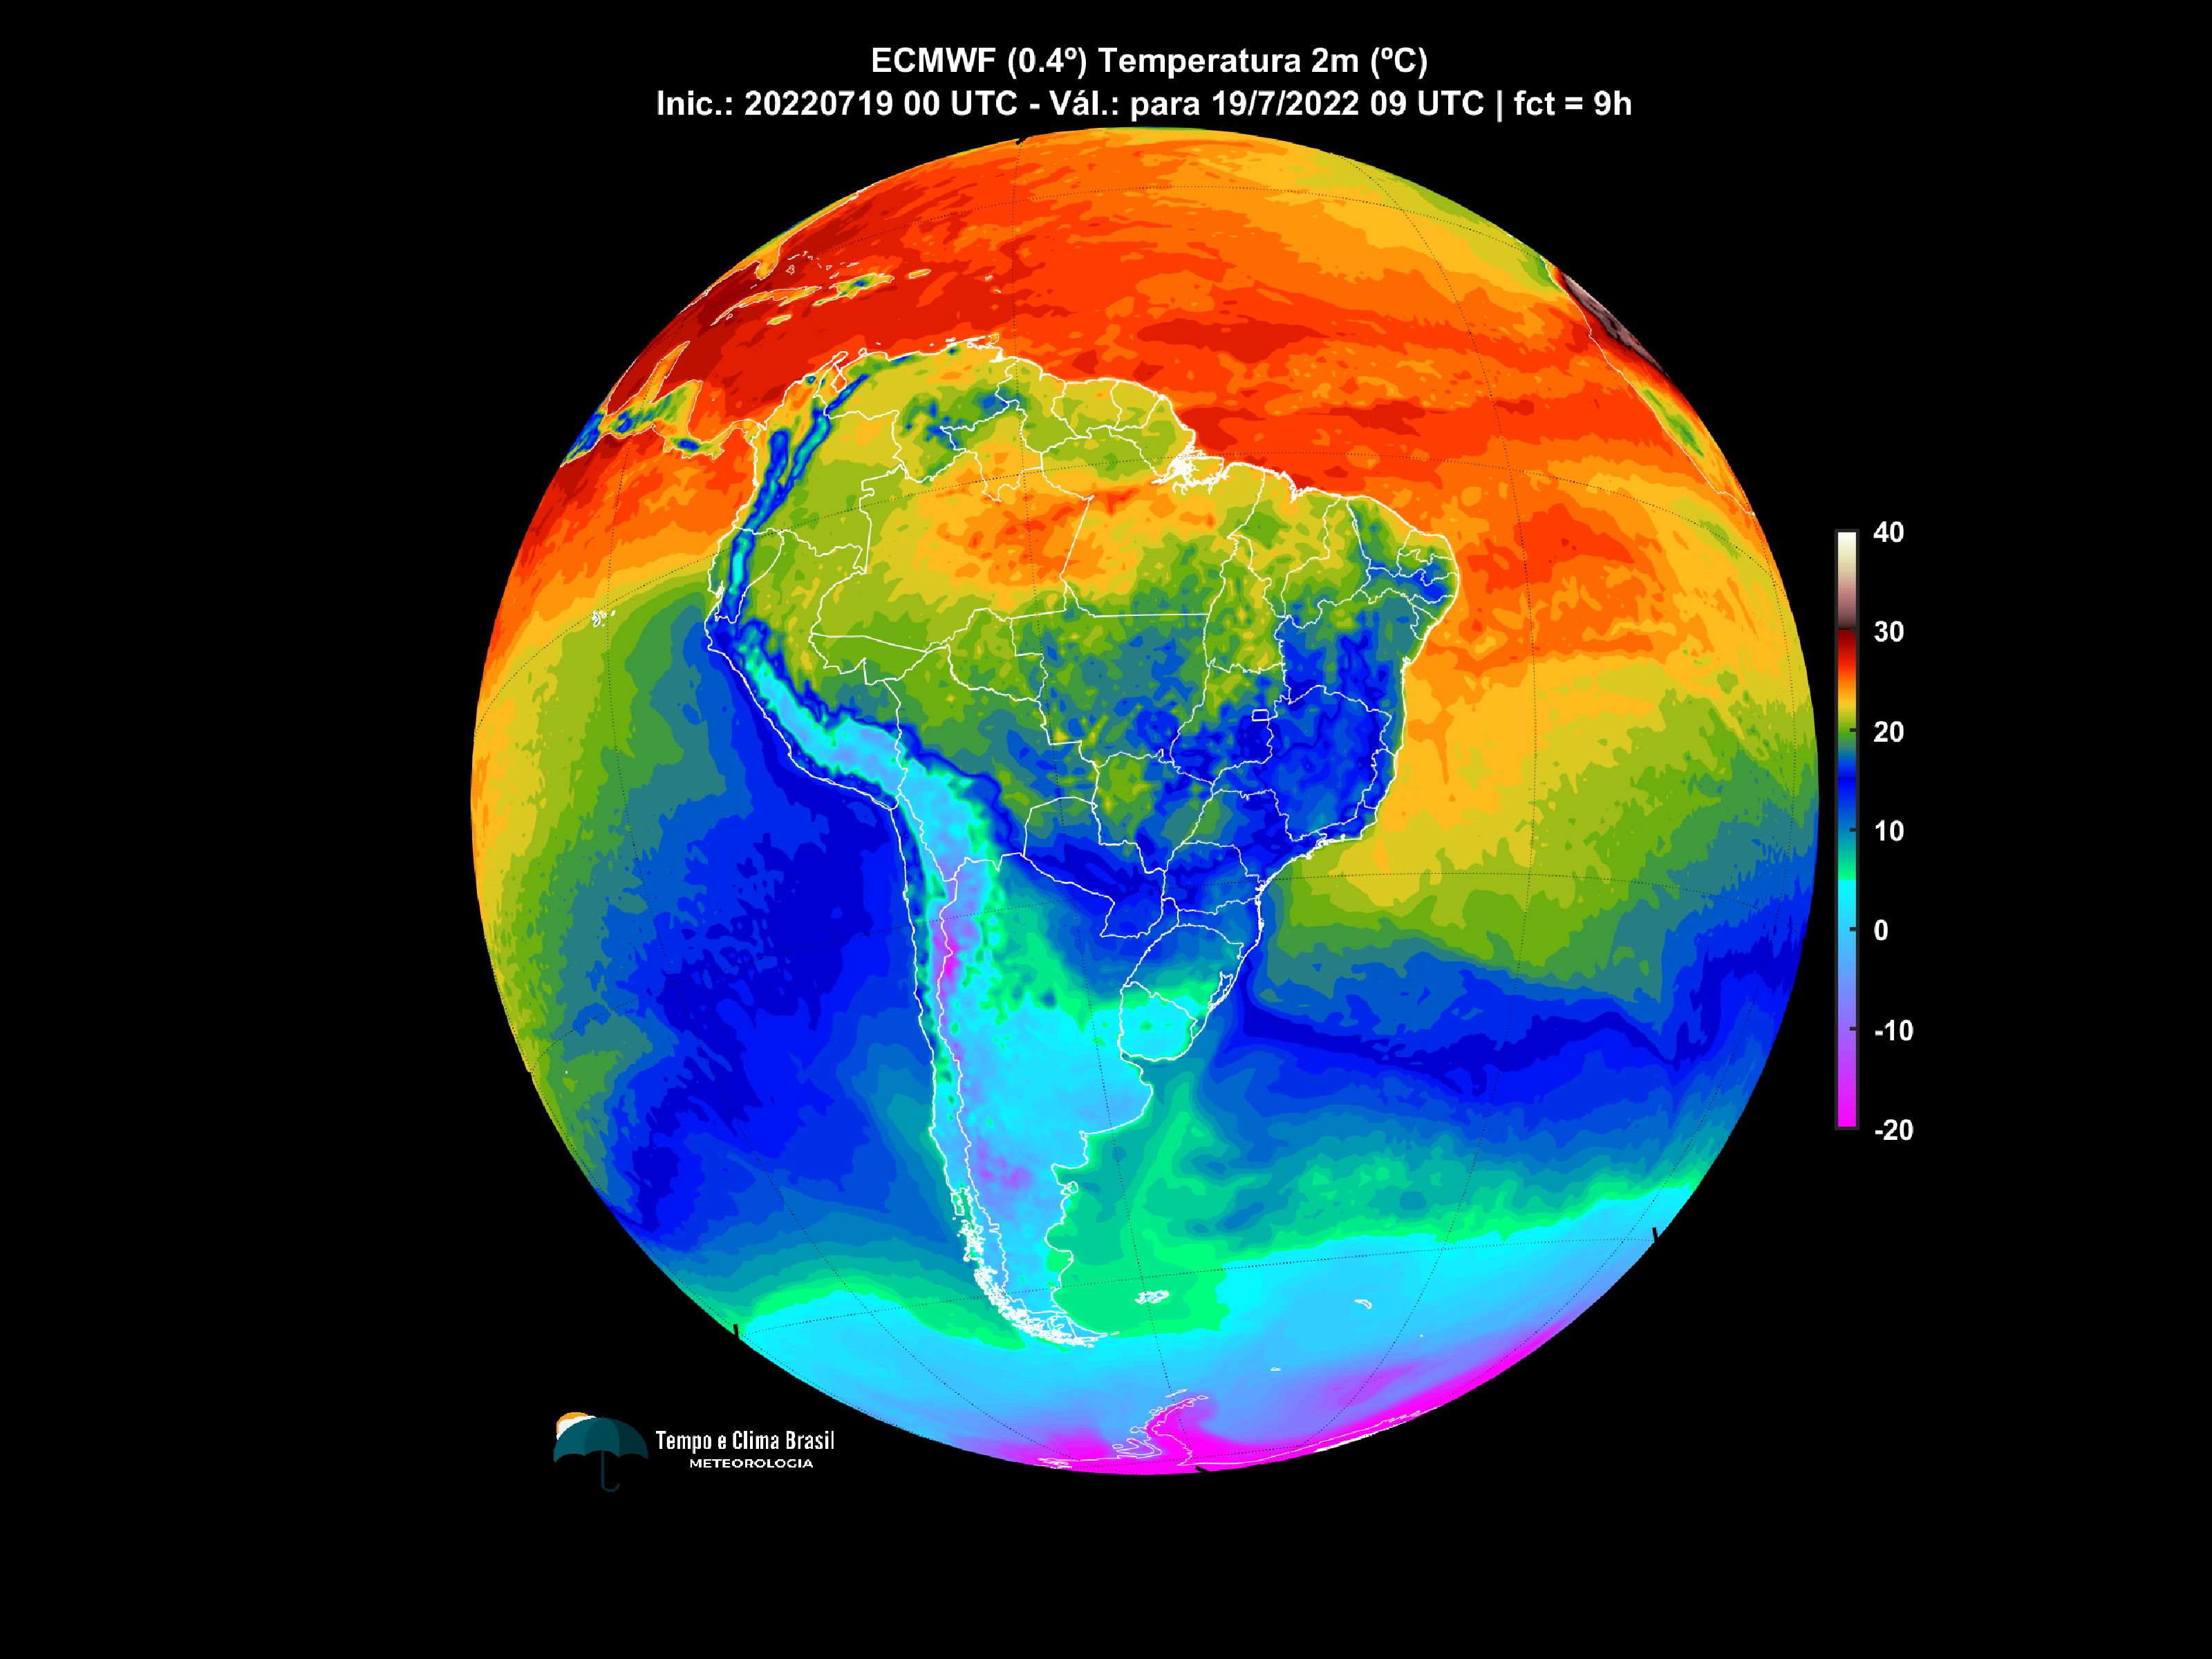 ECMWF (0.4º) Temperatura 2m (ºC)
Inic.: 20220719 00 UTC - Vál.: para 19/7/2022 09 UTC | fct = 9h
40
30
20
10
0
-10
-20
Tempo e Clima Brasil
METEOROLOGIA